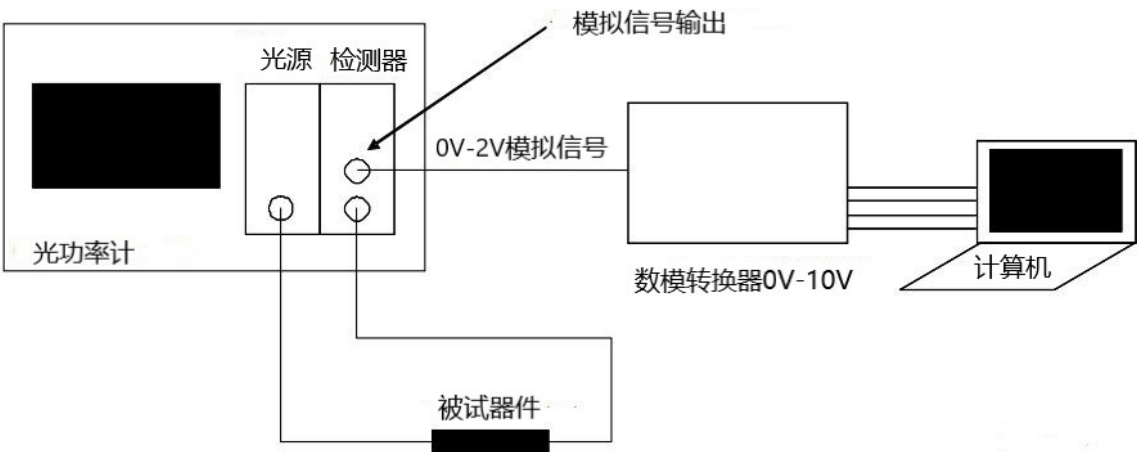 模拟信号输出
光源
检测器
0V-2V模拟信号
光功率计
数模转换器0V-10V
计算机
被试器件